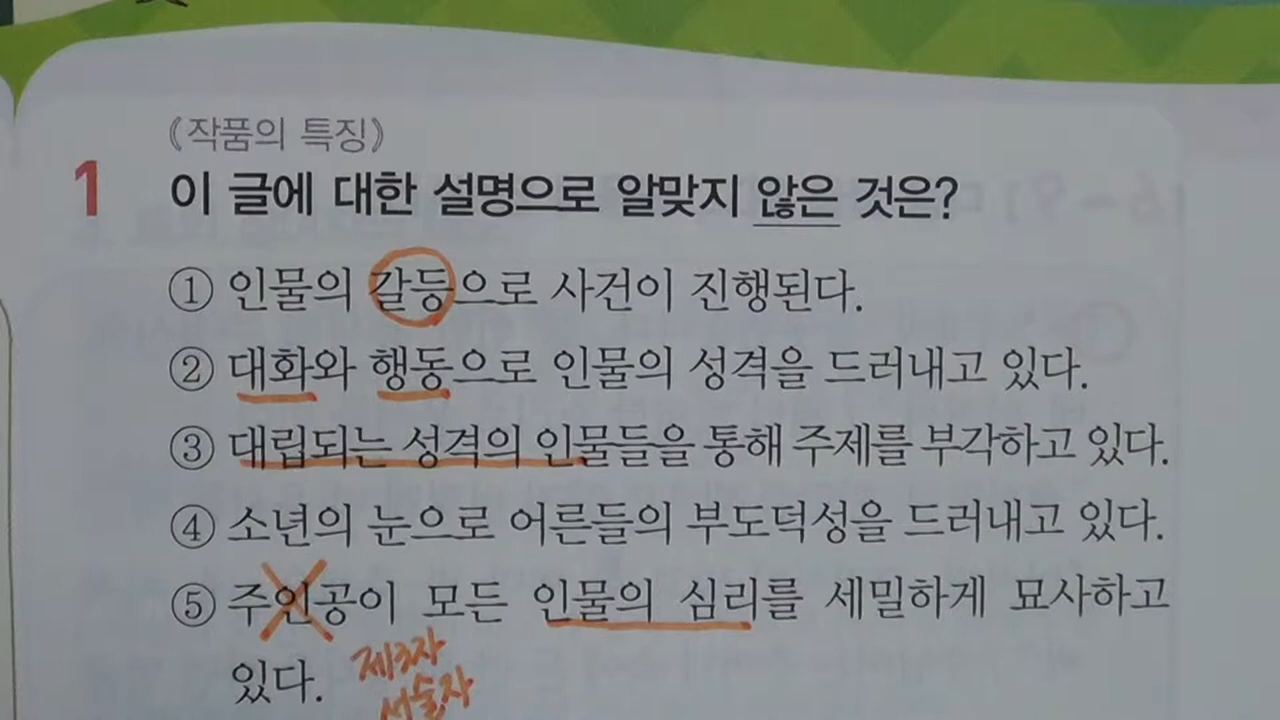 《작품의 특징》
1 이 글에 대한 설명으로 알맞지 않은 것은?
① 인물의 갈등으로 사건이 진행된다.
② 대화와 행동으로 인물의 성격을 드러내고 있다.
③ 대립되는 성격의 인물들을 통해 주제를 부각하고 있다.
④ 소년의 눈으로 어른들의 부도덕성을 드러내고 있다.
⑤ 주인공이 모든 인물의 심리를 세밀하게 묘사하고
있다. 제3자
서술자